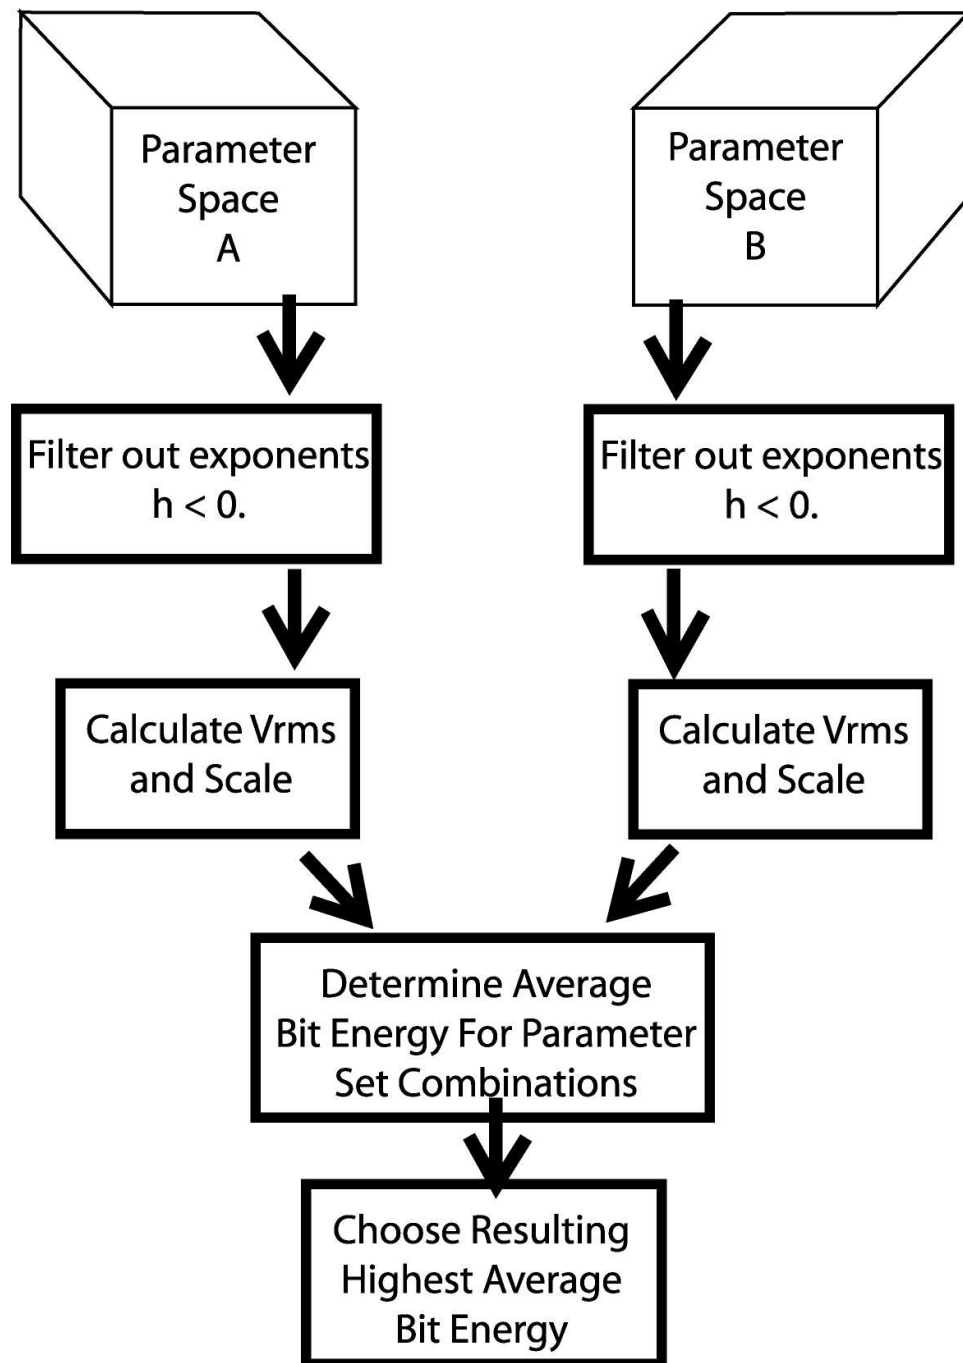 Parameter
Space
A
Parameter
Space
B
Filter out exponents
h < 0.
Filter out exponents
h < 0.
Calculate Vrms
and Scale
Calculate Vrms
and Scale
Determine Average
Bit Energy For Parameter
Set Combinations
Choose Resulting
Highest Average
Bit Energy